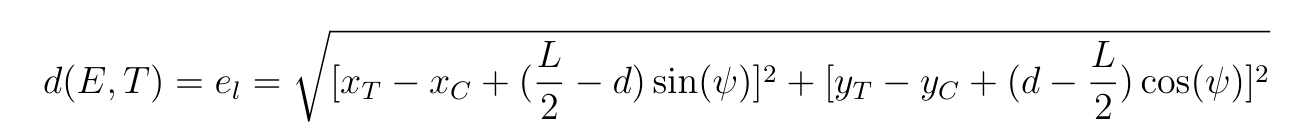 $d(E,T) = e_l = \sqrt{[x_T - x_C + (\frac{L}{2} - d)\sin(\psi)]^2 + [y_T - y_C + (d - \frac{L}{2})\cos(\psi)]^2}$